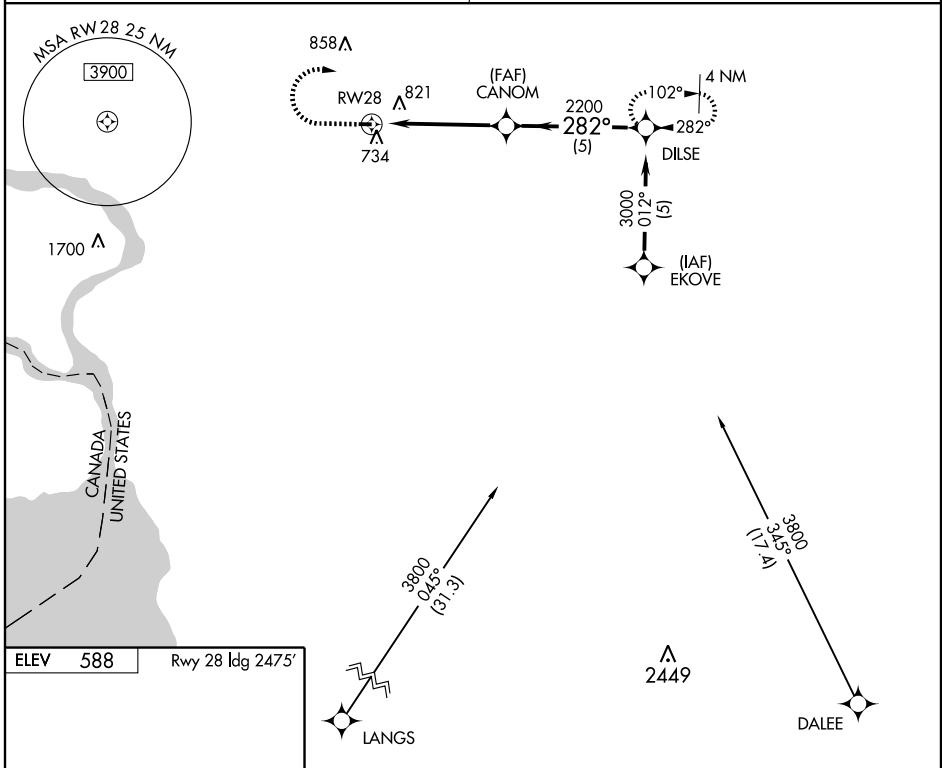 MSA RW28 25 NM
3900
858
RW28
821
734
(FAF)
CANOM
2200
282°
(5)
102°
4 NM
282°
DILSE
3000
012°
(5)
(IAF)
EKOVE
1700
CANADA
UNITED STATES
3800
045°
(31.3)
3800
345°
(17.4)
2449
LANGS
DALEE
ELEV 588
Rwy 28 ldg 2475'